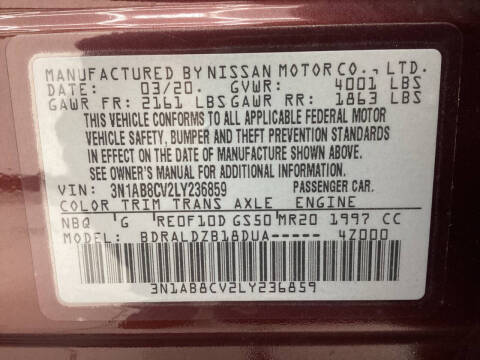 MANUFACTURED BY NISSAN MOTOR CO., LTD.
DATE: 03/20. GVWR: 4001 LBS
GAWR FR: 2161 LBS GAWR RR: 1863 LBS
THIS VEHICLE CONFORMS TO ALL APPLICABLE FEDERAL MOTOR
VEHICLE SAFETY, BUMPER AND THEFT PREVENTION STANDARDS
IN EFFECT ON THE DATE OF MANUFACTURE SHOWN ABOVE.
SEE OWNER'S MANUAL FOR ADDITIONAL INFORMATION.
VIN: 3N1AB8CV2LY236859 PASSENGER CAR.
COLOR TRIM TRANS AXLE ENGINE
NBQ G RE0F10D GS50 MR20 1997 CC
MODEL: BDRALDZB18DUA----- 4Z000
3N1AB8CV2LY236859